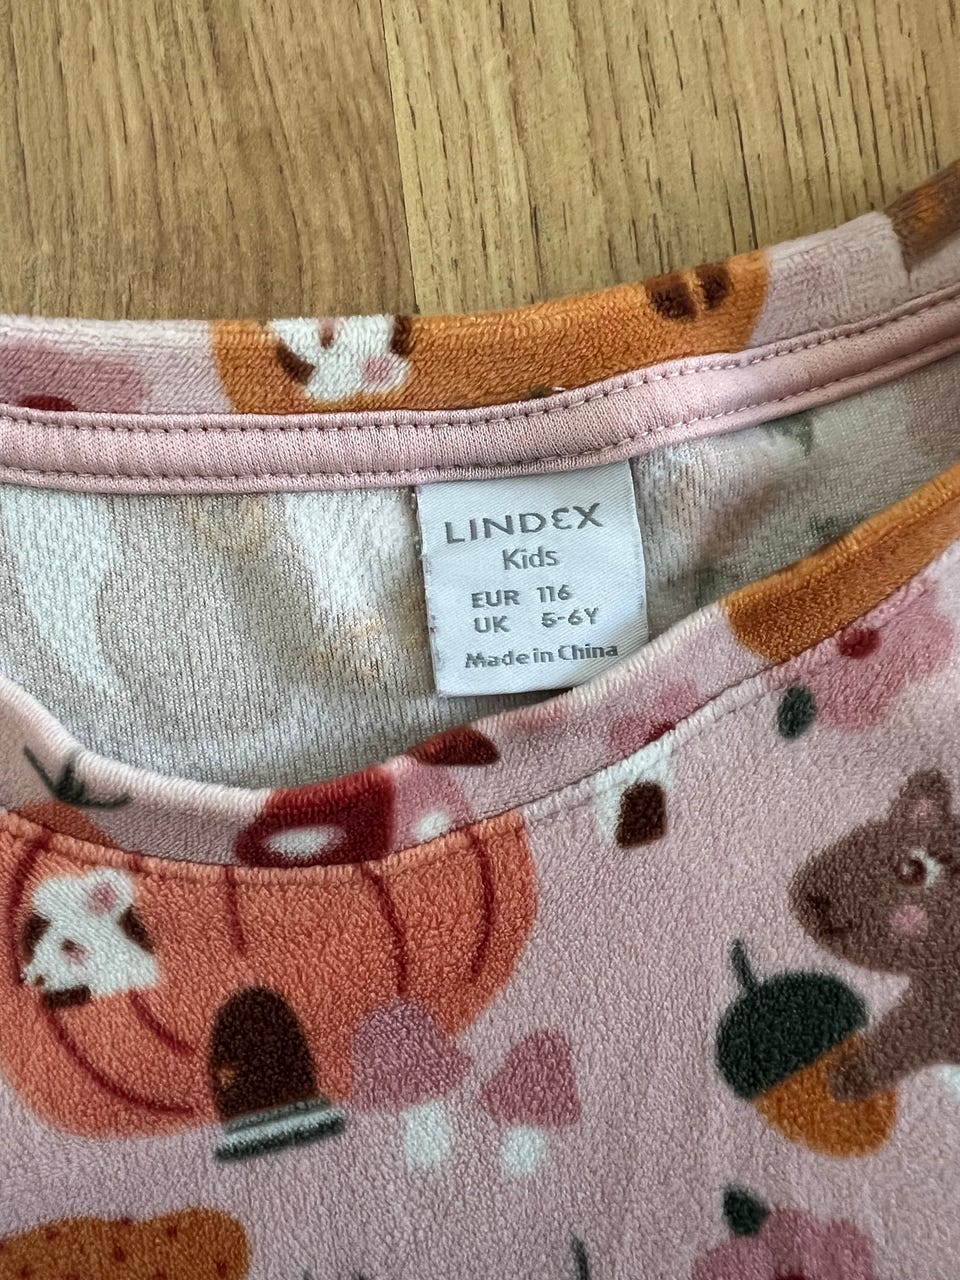 LINDEX
Kids
EUR 116
UK 5-6Y
Made in China